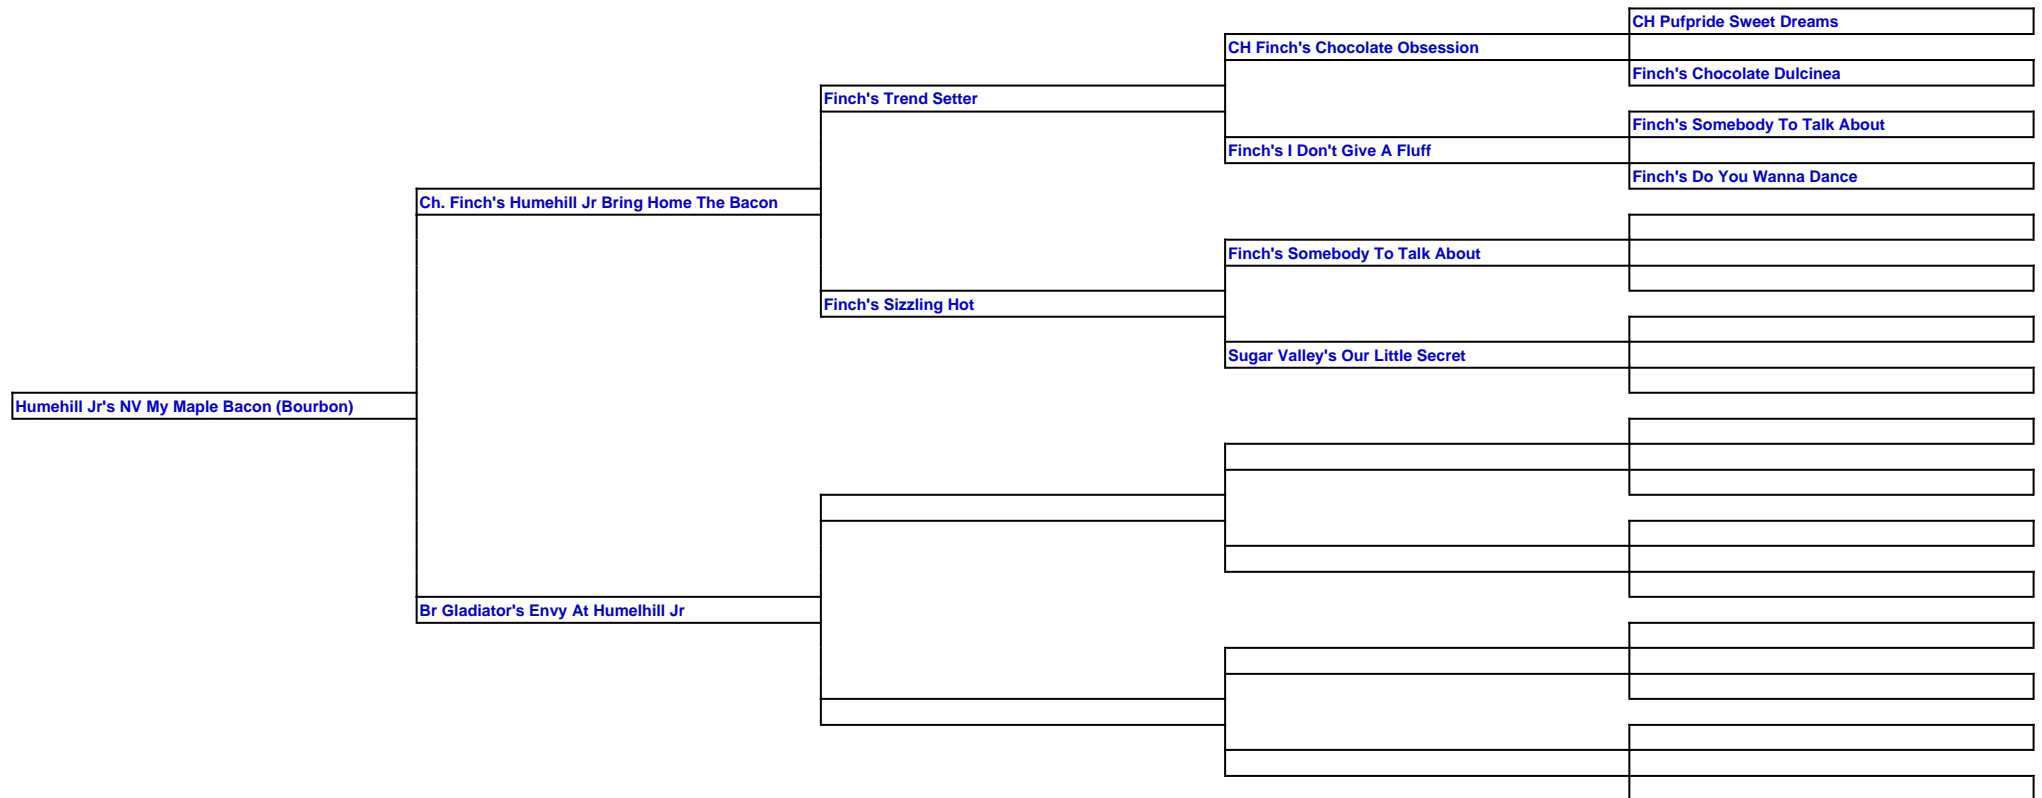 CH Pufpride Sweet Dreams
CH Finch's Chocolate Obsession
Finch's Chocolate Dulcinea
Finch's Trend Setter
Finch's Somebody To Talk About
Finch's I Don't Give A Fluff
Finch's Do You Wanna Dance
Ch. Finch's Humehill Jr Bring Home The Bacon
Finch's Somebody To Talk About
Finch's Sizzling Hot
Sugar Valley's Our Little Secret
Humehill Jr's NV My Maple Bacon (Bourbon)
Br Gladiator's Envy At Humelhill Jr